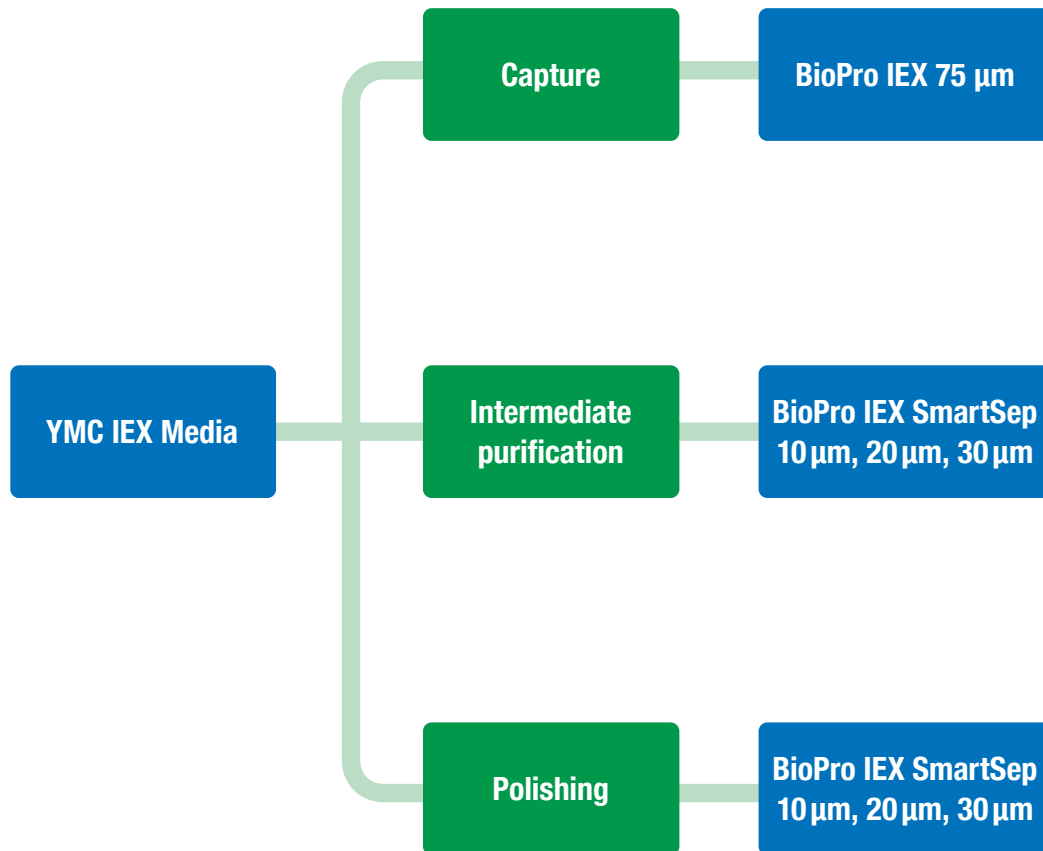 Capture
BioPro IEX 75 µm
YMC IEX Media
Intermediate
purification
BioPro IEX SmartSep
10 µm, 20 µm, 30 µm
Polishing
BioPro IEX SmartSep
10 µm, 20 µm, 30 µm